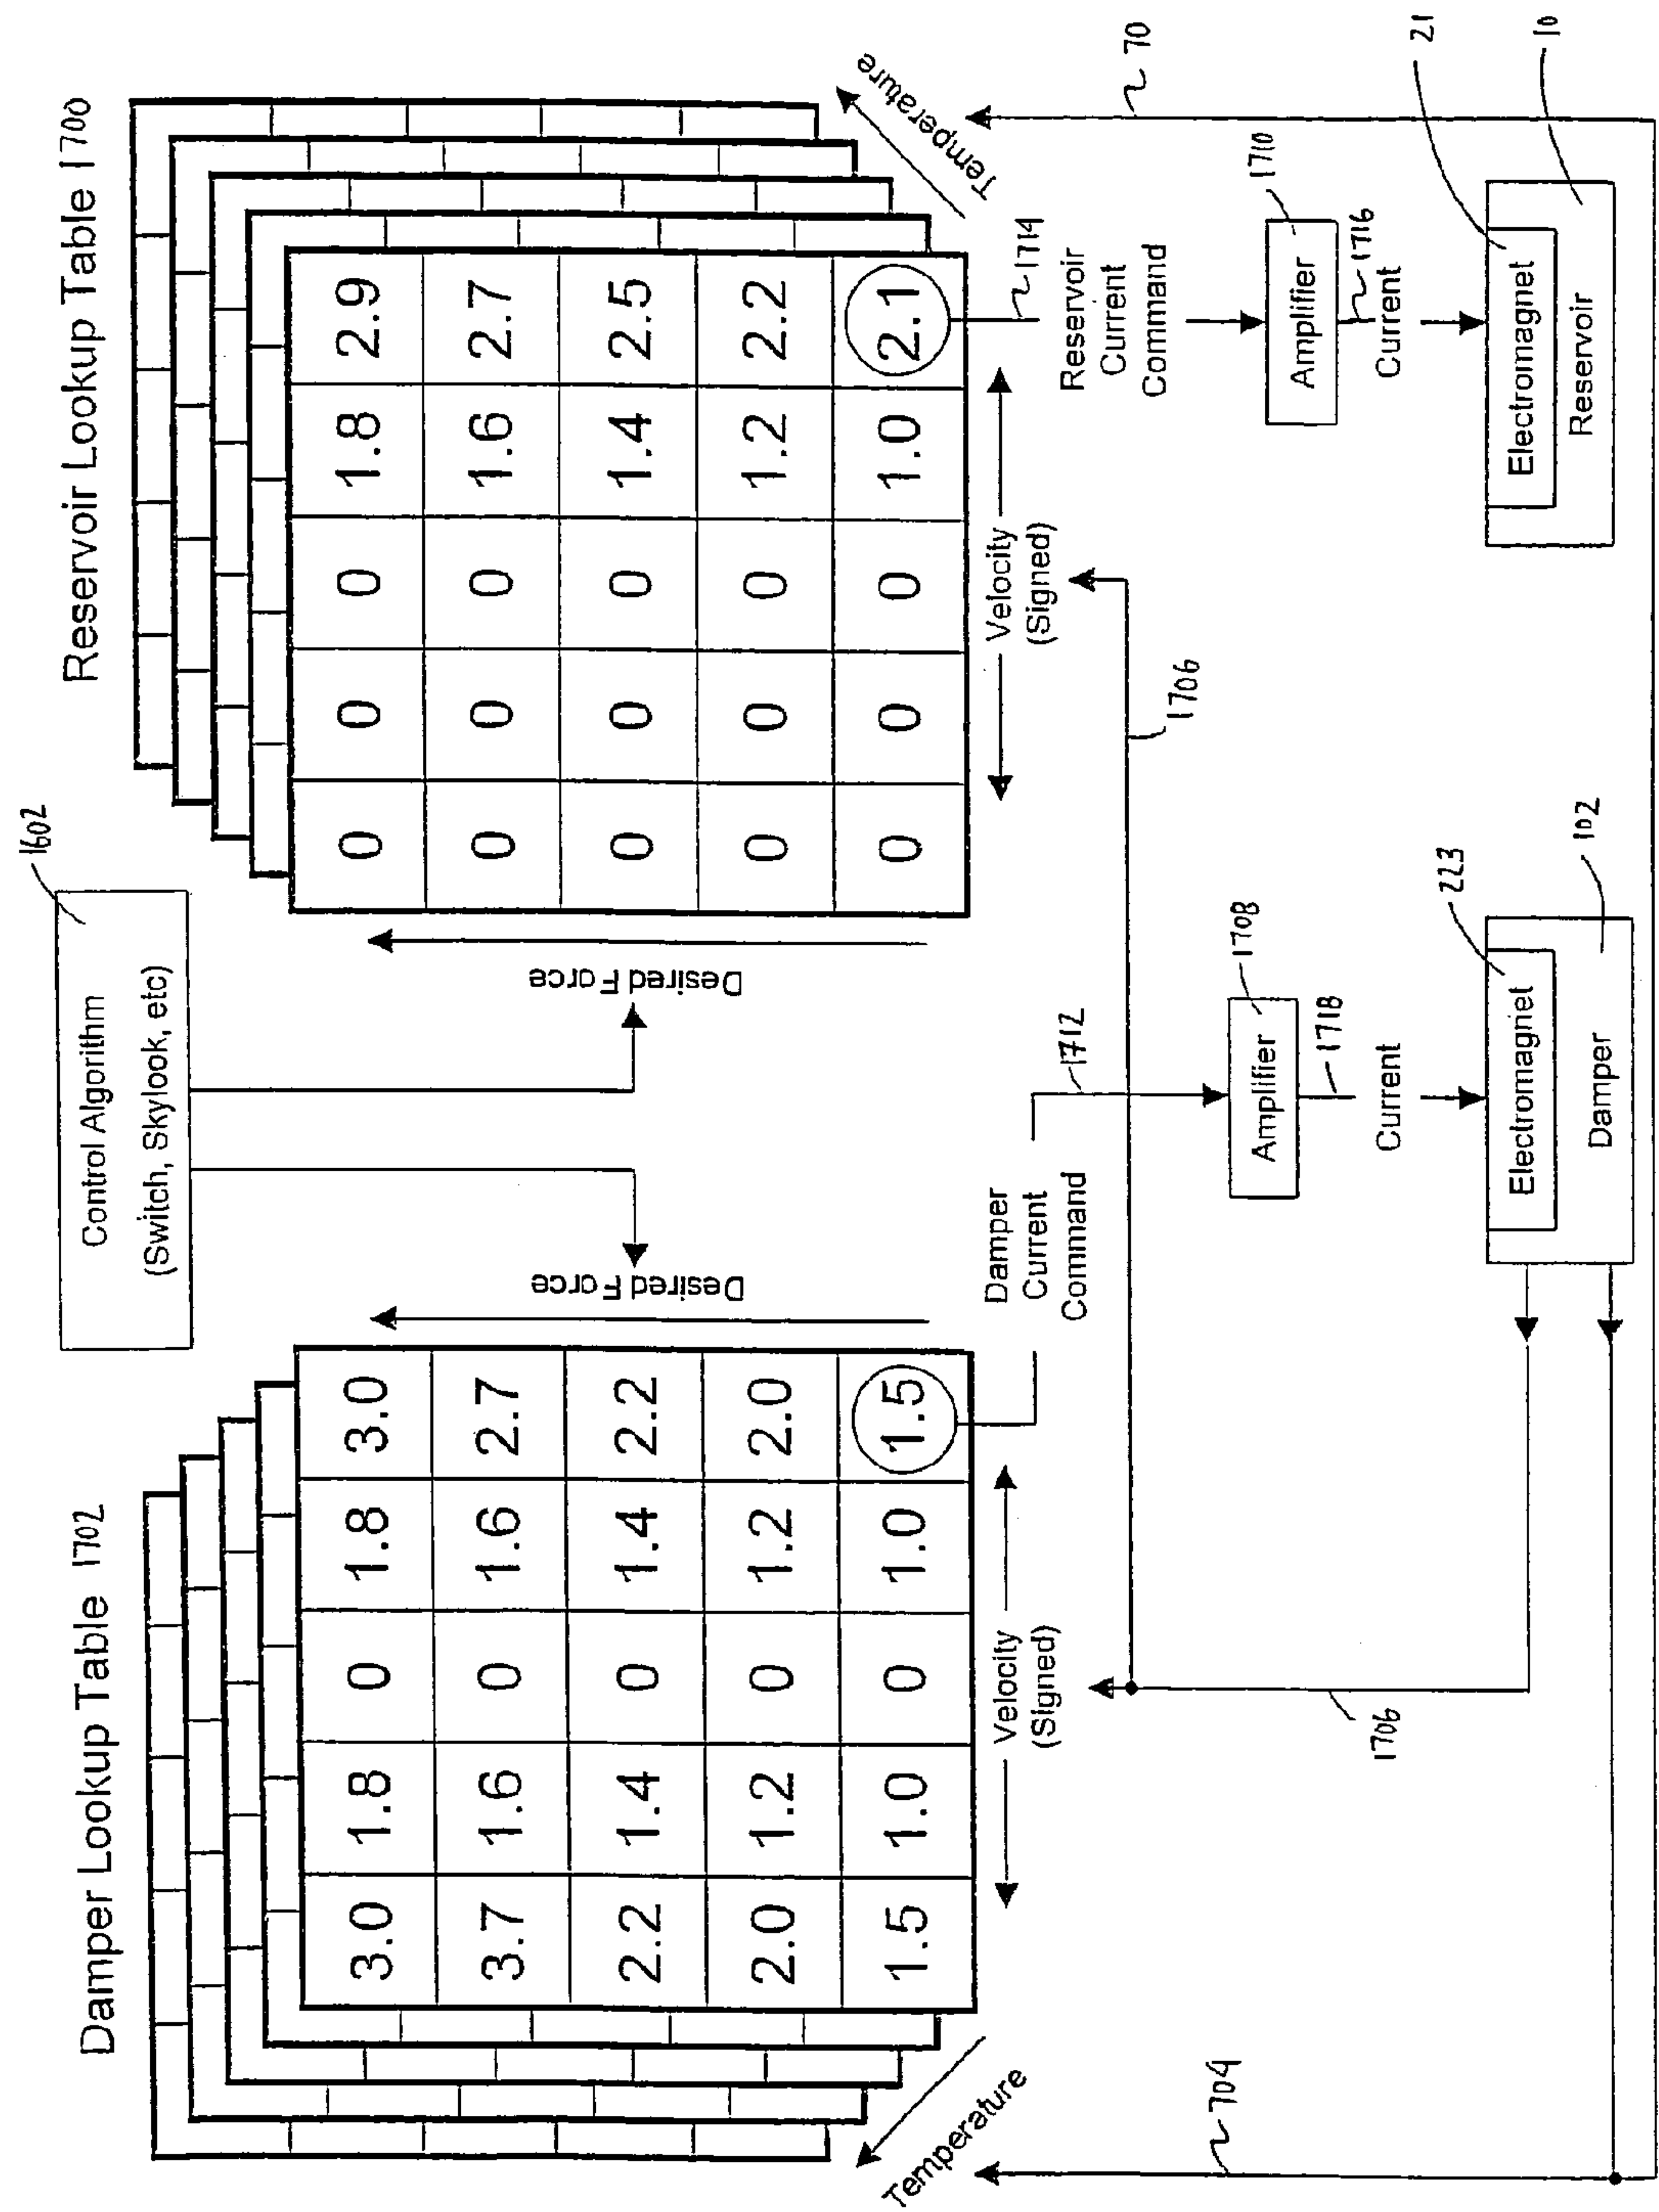 1602
Control Algorithm
(Switch, Skylook, etc)
Damper Lookup Table 1702
3.0 1.8 0 1.8 3.0
3.7 1.6 0 1.6 2.7
2.2 1.4 0 1.4 2.2
2.0 1.2 0 1.2 2.0
1.5 1.0 0 1.0 1.5
Desired Force
Temperature
Velocity
(Signed)
Reservoir Lookup Table 1700
0 0 0 1.8 2.9
0 0 0 1.6 2.7
0 0 0 1.4 2.5
0 0 0 1.2 2.2
0 0 0 1.0 2.1
Desired Force
Temperature
Velocity
(Signed)
Damper
Current
Command
1712
1714
Reservoir
Current
Command
704
1706
1706
70
1708
Amplifier
1718
Current
1710
Amplifier
1716
Current
223
Electromagnet
Damper
102
21
Electromagnet
Reservoir
10